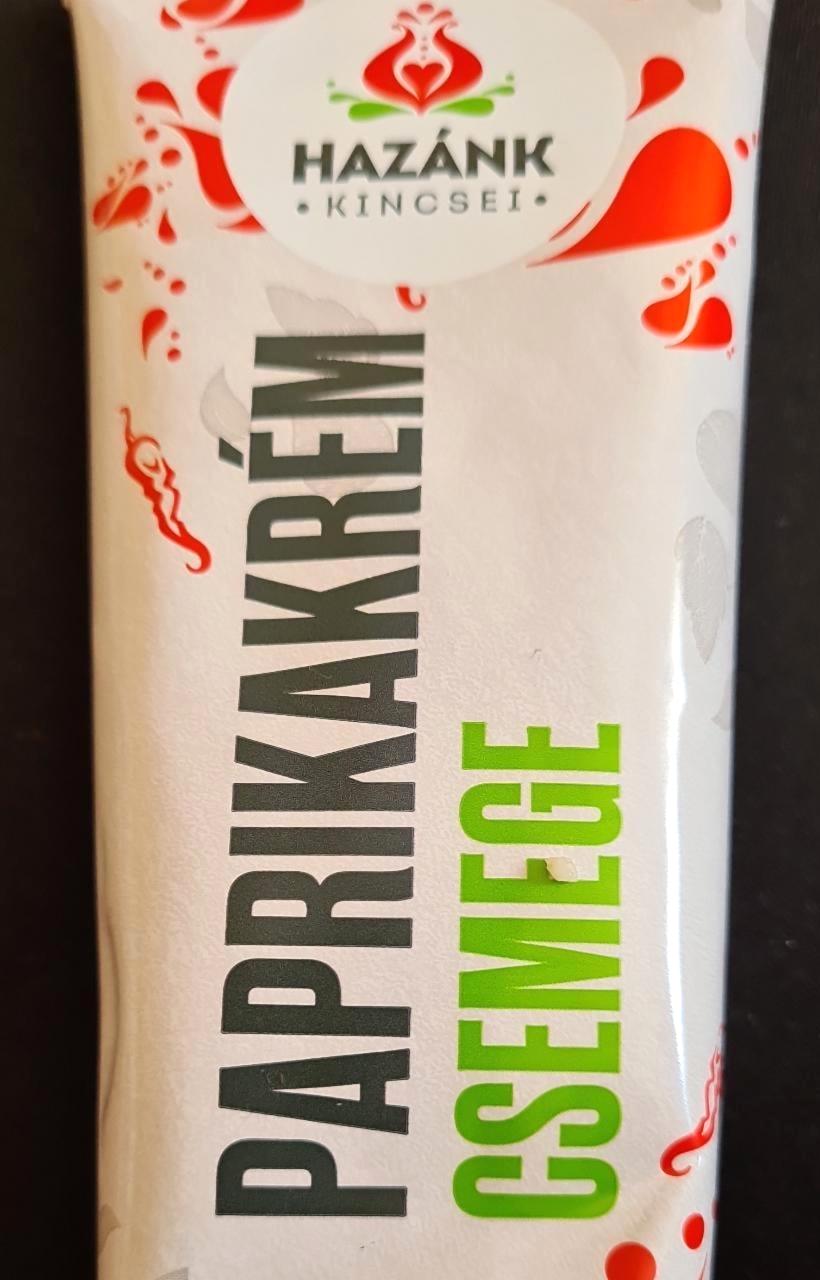 HAZÁNK
• KINCSEI •
PAPRIKAKRÉM
CSEMEGE